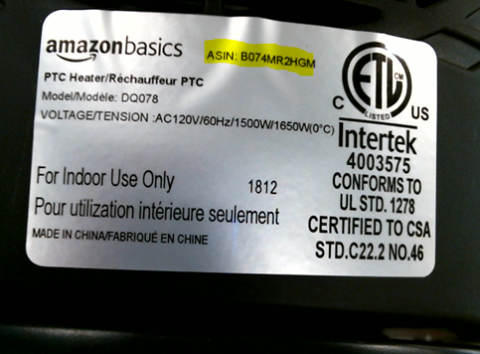 amazonbasics
ASIN: B074MR2HGM
PTC Heater/Réchauffeur PTC
Model/Modèle: DQ078
VOLTAGE/TENSION :AC120V/60Hz/1500W/1650W(0°C)
For Indoor Use Only 1812
Pour utilization intérieure seulement
MADE IN CHINA/FABRIQUÉ EN CHINE
ETL CM
LISTED
C US
Intertek
4003575
CONFORMS TO
UL STD. 1278
CERTIFIED TO CSA
STD.C22.2 NO.46